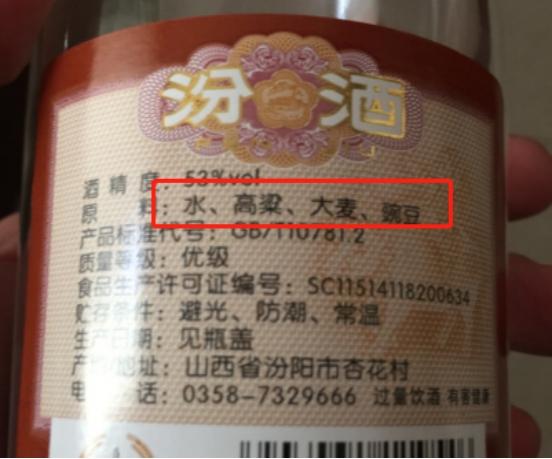 汾酒
酒精度：53%vol
原料：水、高粱、大麦、豌豆
产品标准代号：GB/T10781.2
质量等级：优级
食品生产许可证编号：SC11514118200634
贮存条件：避光、防潮、常温
生产日期：见瓶盖
产地/地址：山西省汾阳市杏花村
电话：0358-7329666 过量饮酒 有害健康